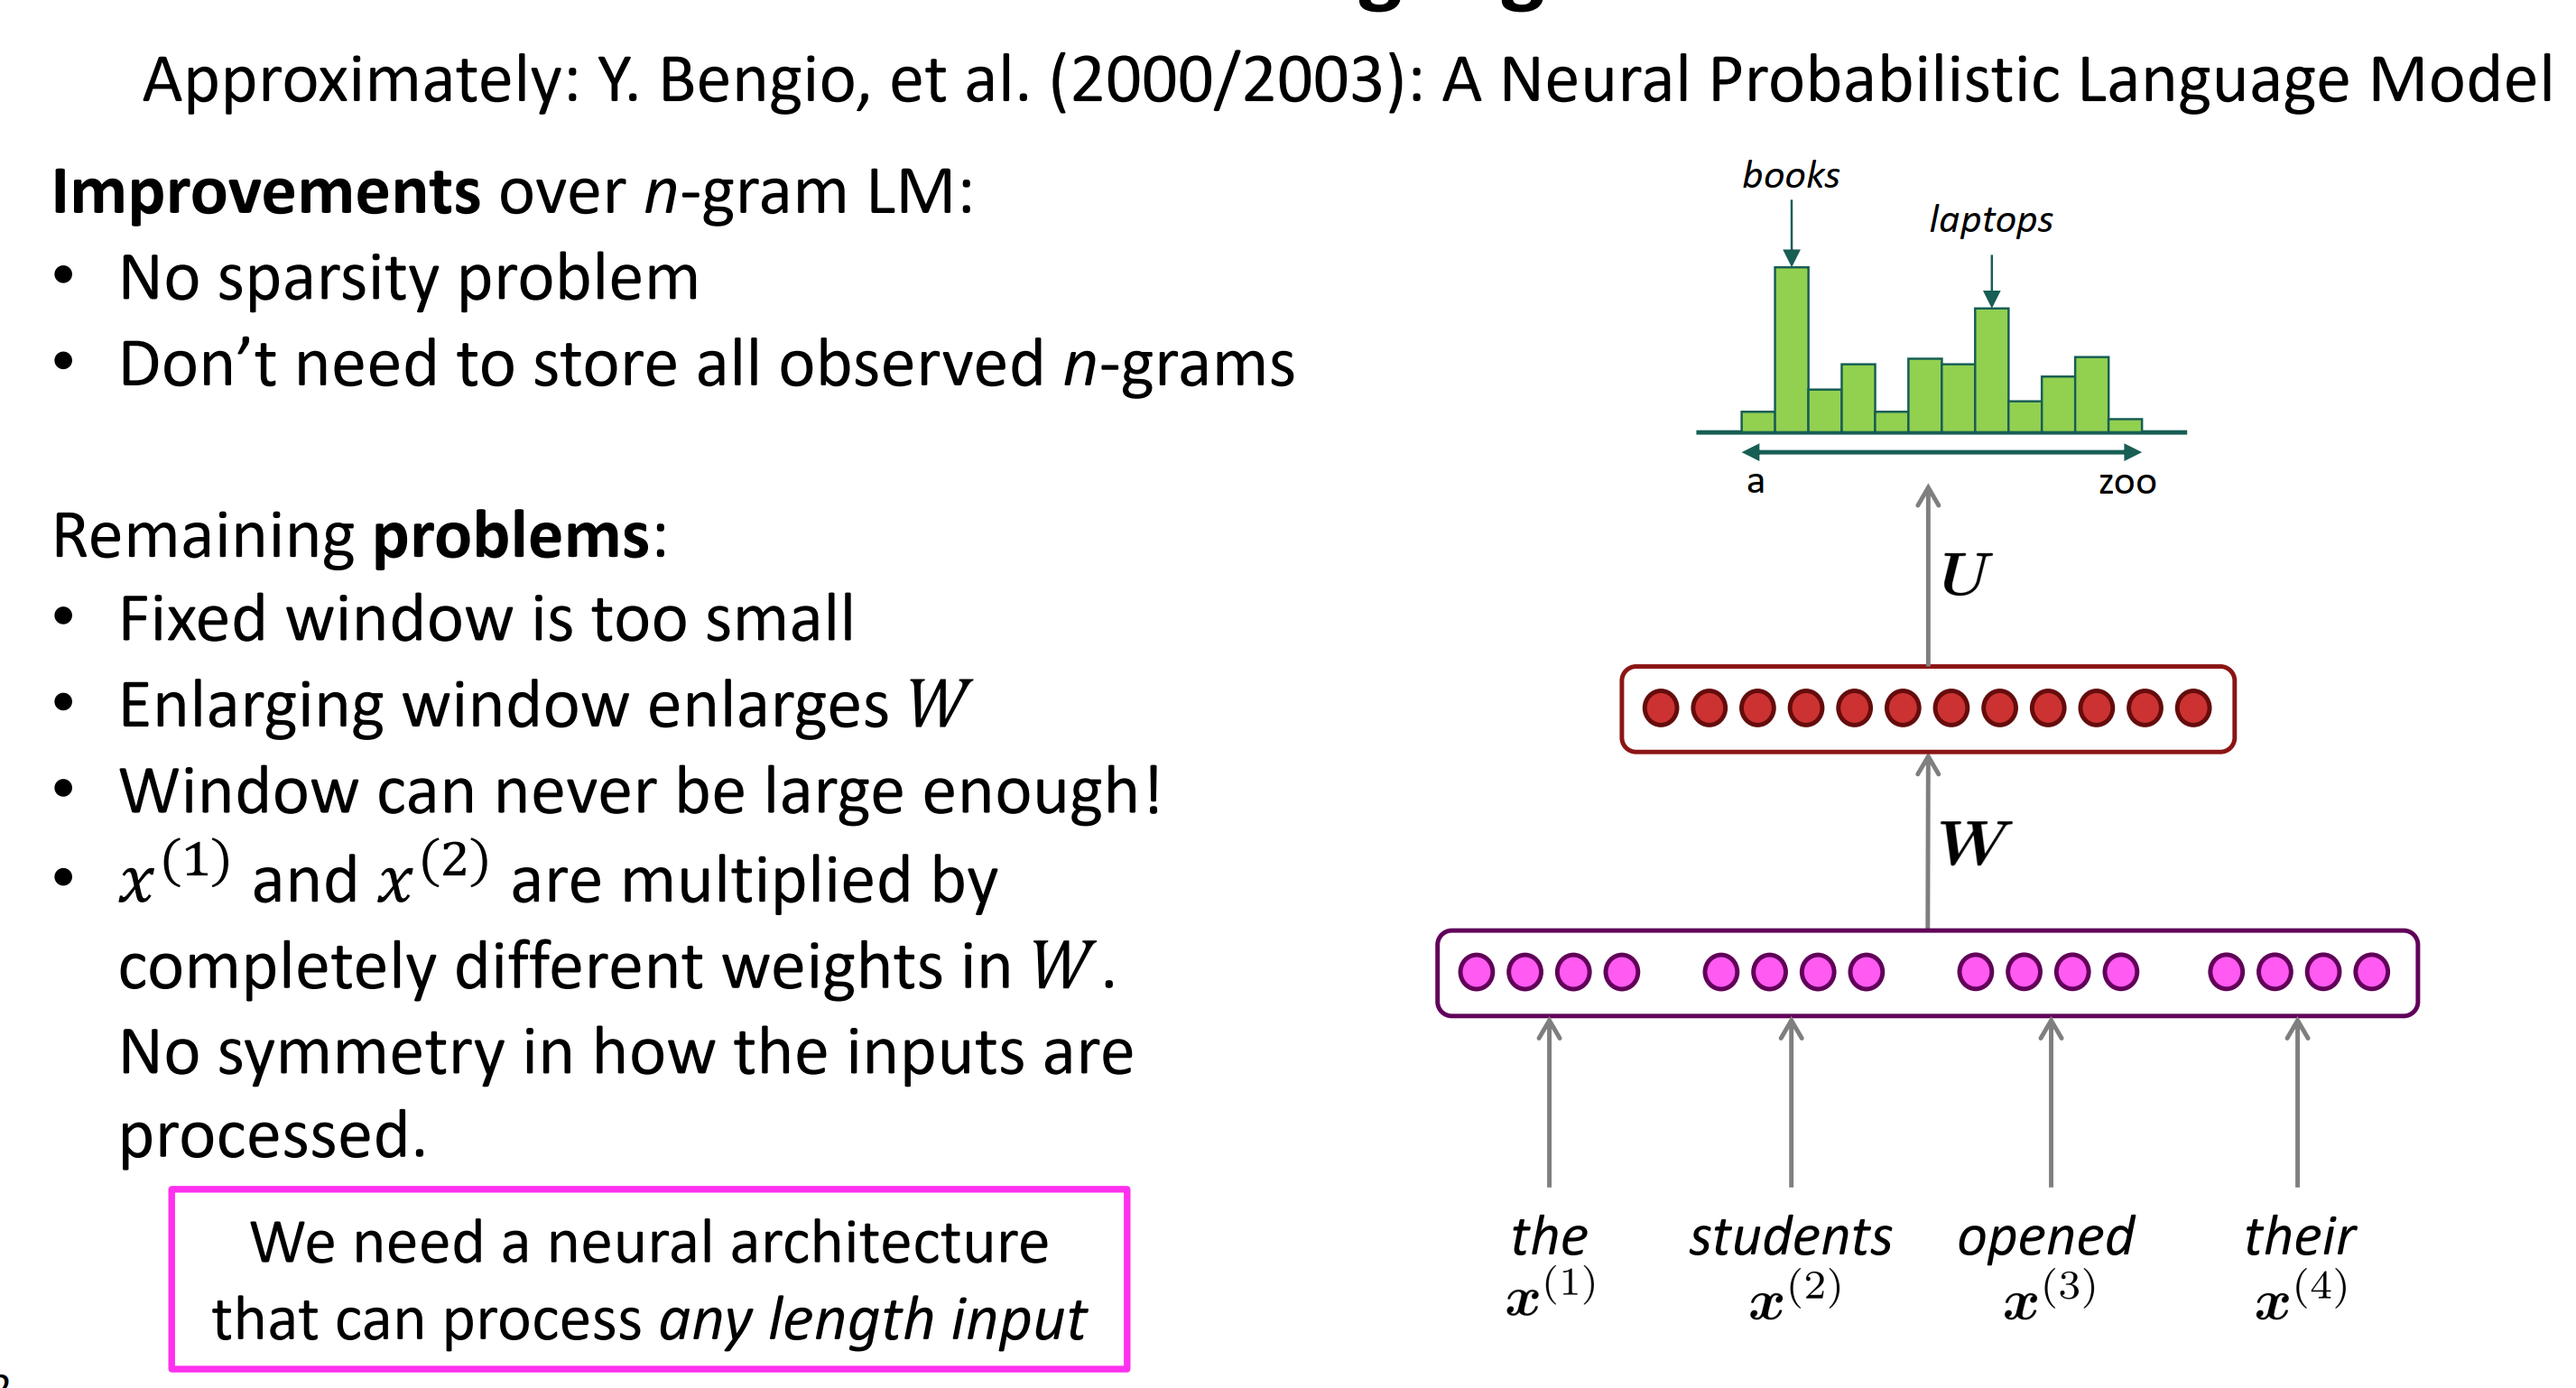 Approximately: Y. Bengio, et al. (2000/2003): A Neural Probabilistic Language Model
Improvements over n-gram LM:
• No sparsity problem
• Don’t need to store all observed n-grams
Remaining problems:
• Fixed window is too small
• Enlarging window enlarges W
• Window can never be large enough!
• x⁽¹⁾ and x⁽²⁾ are multiplied by
completely different weights in W.
No symmetry in how the inputs are
processed.
We need a neural architecture
that can process any length input
books
laptops
a zoo
U
W
the students opened their
x⁽¹⁾ x⁽²⁾ x⁽³⁾ x⁽⁴⁾